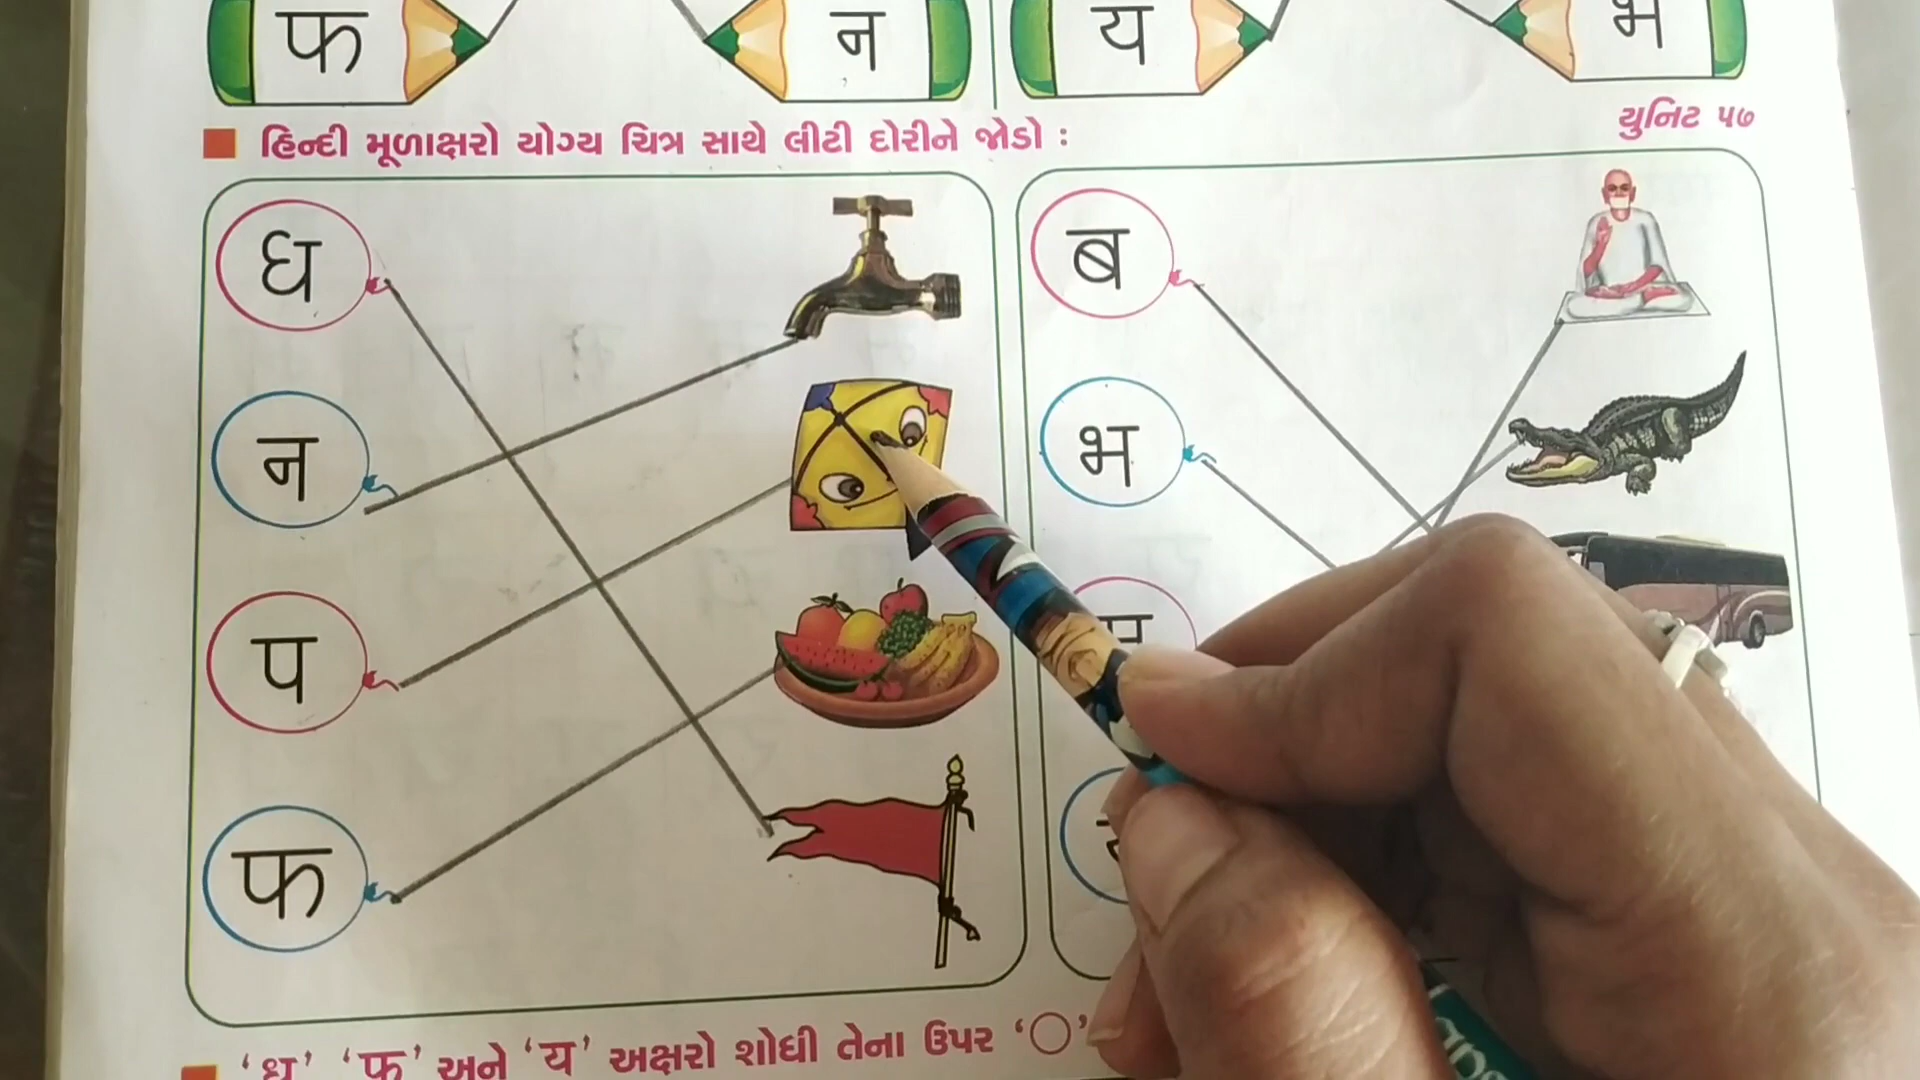 फ न य भ
હિન્દી મૂળાક્ષરો યોગ્ય ચિત્ર સાથે લીટી દોરીને જોડો :
યુનિટ ૫૭
ध ब
न भ
प
फ
‘ધ’ ‘फ’ અને ‘य’ અક્ષરો શોધી તેના ઉપર ‘○’